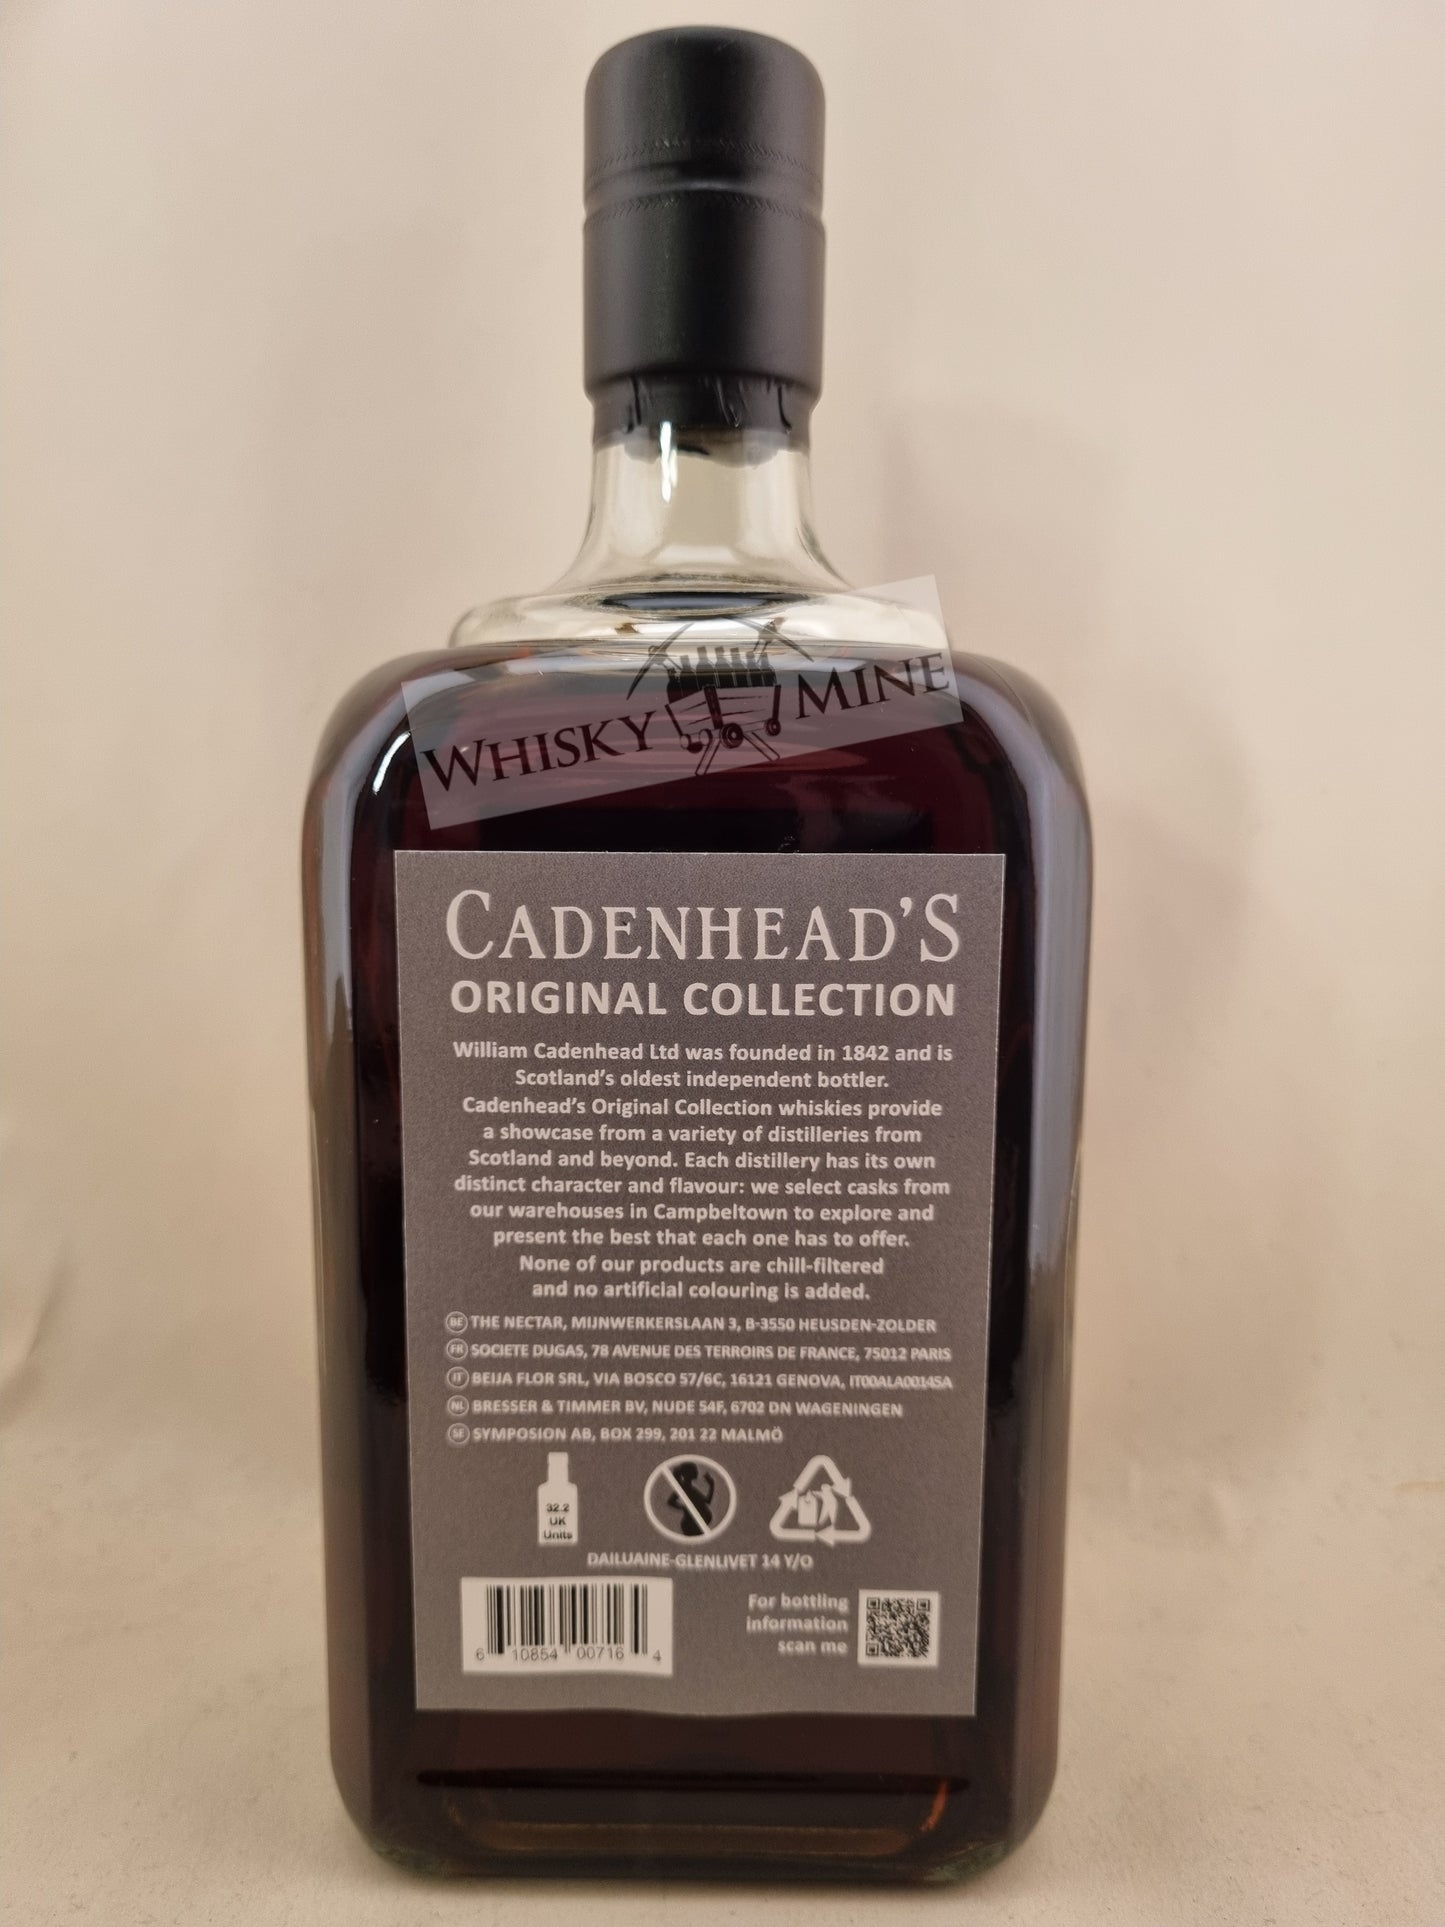 WHISKY MINE
CADENHEAD'S
ORIGINAL COLLECTION
William Cadenhead Ltd was founded in 1842 and is
Scotland's oldest independent bottler.
Cadenhead's Original Collection whiskies provide
a showcase from a variety of distilleries from
Scotland and beyond. Each distillery has its own
distinct character and flavour: we select casks from
our warehouses in Campbeltown to explore and
present the best that each one has to offer.
None of our products are chill-filtered
and no artificial colouring is added.
BE THE NECTAR, MIJNWERKERSLAAN 3, B-3550 HEUSDEN-ZOLDER
FR SOCIETE DUGAS, 78 AVENUE DES TERROIRS DE FRANCE, 75012 PARIS
IT BEIJA FLOR SRL, VIA BOSCO 57/6C, 16121 GENOVA, IT00ALA00145A
NL BRESSER & TIMMER BV, NUDE 54F, 6702 DN WAGENINGEN
SF SYMPOSION AB, BOX 299, 201 22 MALMÖ
32.2
UK
Units
DAILUAINE-GLENLIVET 14 Y/O
For bottling
information
scan me
6 10854 00716 4